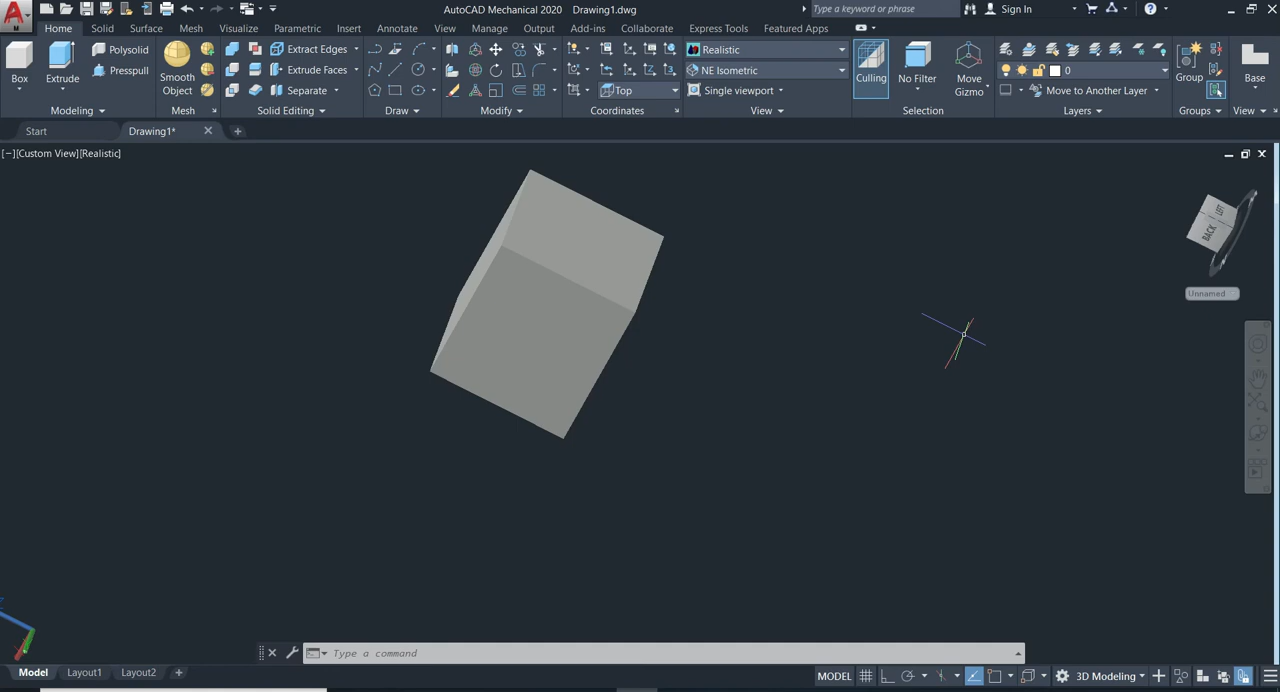 AutoCAD Mechanical 2020 Drawing1.dwg
Type a keyword or phrase
Sign In
Home Solid Surface Mesh Visualize Parametric Insert Annotate View Manage Output Add-ins Collaborate Express Tools Featured Apps
Box
Extrude
Polysolid
Presspull
Modeling
Smooth
Object
Mesh
Extract Edges
Extrude Faces
Separate
Solid Editing
Draw
Modify
Top
Coordinates
Realistic
NE Isometric
Single viewport
View
Culling
No Filter
Move
Gizmo
Selection
0
Move to Another Layer
Layers
Group
Groups
Base
View
Start
Drawing1*
[−][Custom View][Realistic]
BACK
LEFT
Unnamed
Type a command
Model Layout1 Layout2
MODEL
3D Modeling